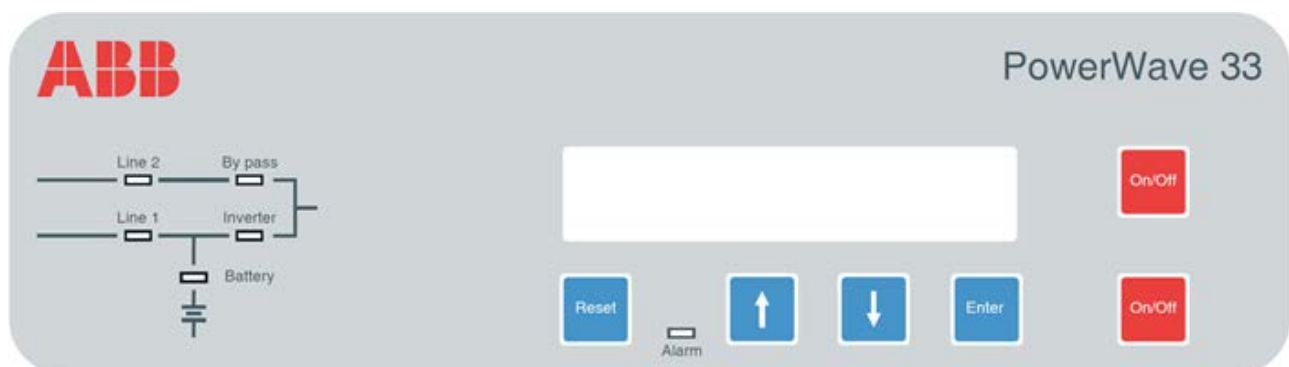 ABB
PowerWave 33
Line 2 By pass
On/Off
Line 1 Inverter
Battery
Reset
Alarm
Enter
On/Off